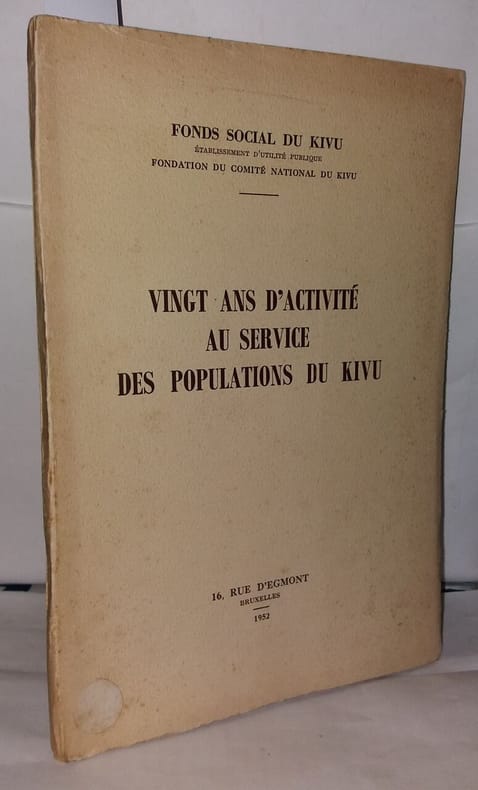 FONDS SOCIAL DU KIVU
ÉTABLISSEMENT D'UTILITÉ PUBLIQUE
FONDATION DU COMITÉ NATIONAL DU KIVU
VINGT ANS D'ACTIVITÉ
AU SERVICE
DES POPULATIONS DU KIVU
16, RUE D'EGMONT
BRUXELLES
1952